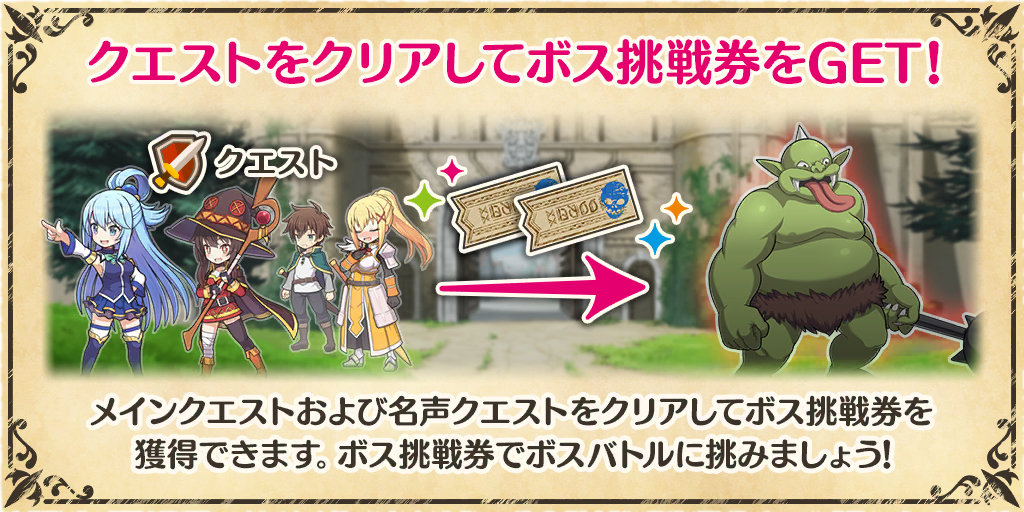 クエストをクリアしてボス挑戦券をGET!
クエスト
メインクエストおよび名声クエストをクリアしてボス挑戦券を
獲得できます。ボス挑戦券でボスバトルに挑みましょう!